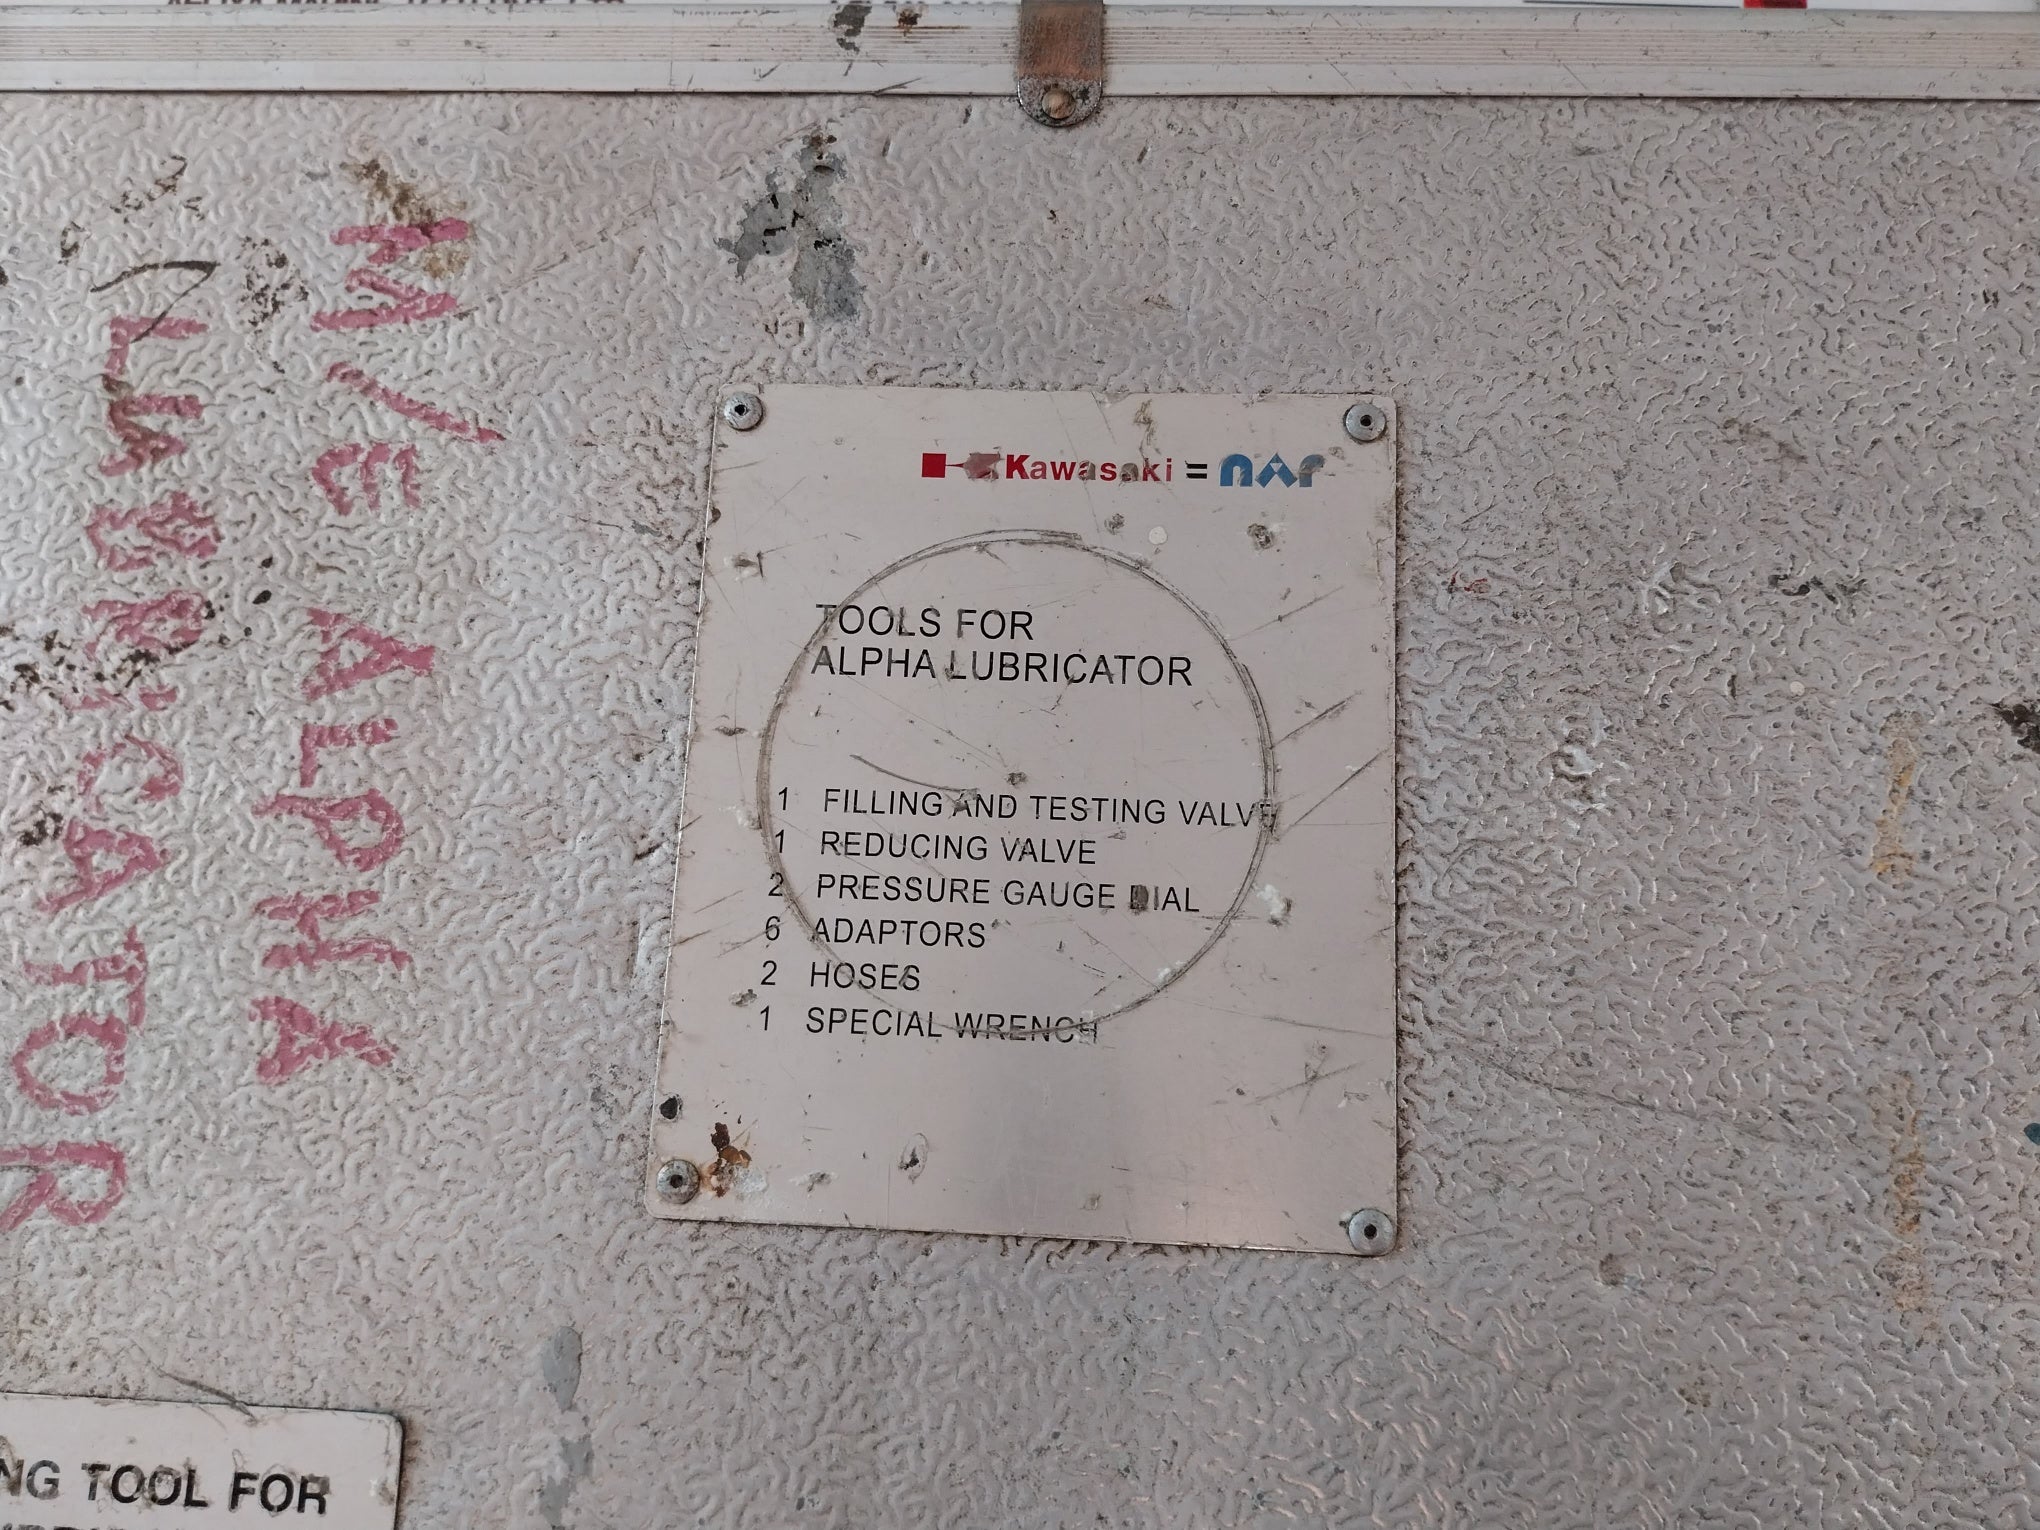 Kawasaki = naf
TOOLS FOR
ALPHA LUBRICATOR
1 FILLING AND TESTING VALVE
1 REDUCING VALVE
2 PRESSURE GAUGE DIAL
6 ADAPTORS
2 HOSES
1 SPECIAL WRENCH
M/E ALPHA
LUBRICATOR
NG TOOL FOR